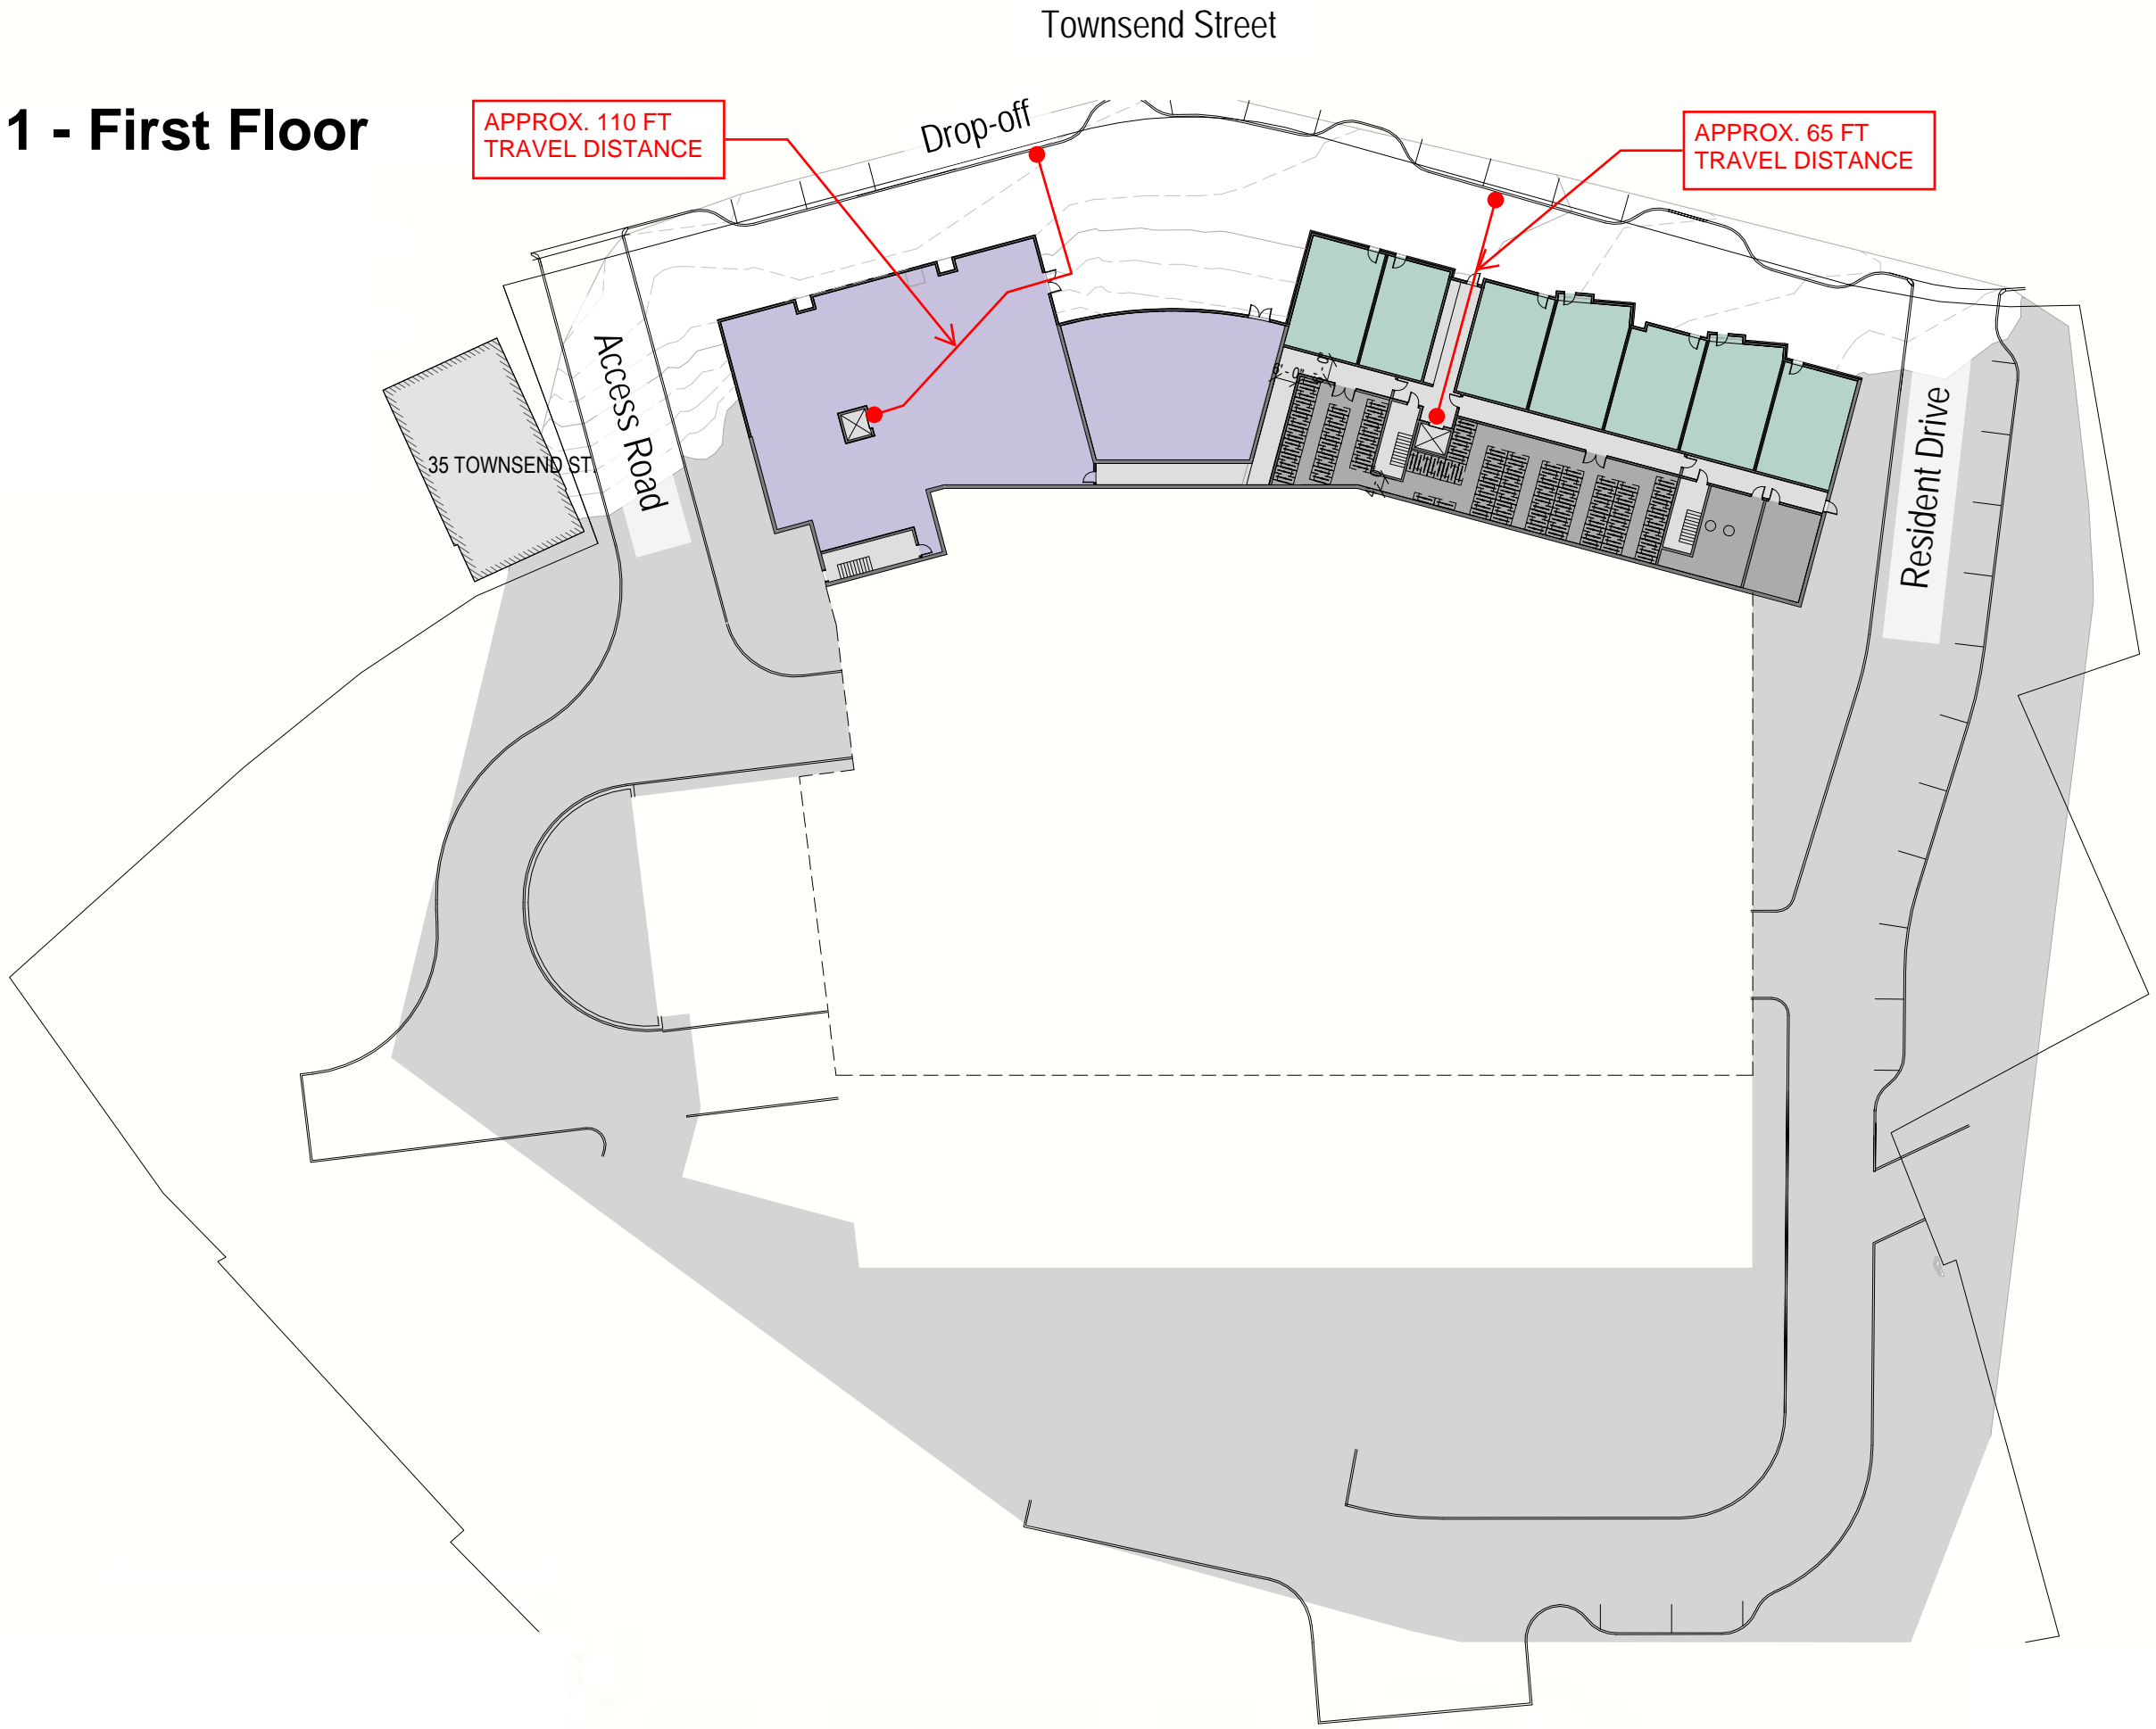 Townsend Street
1 - First Floor
APPROX. 110 FT
TRAVEL DISTANCE
Drop-off
APPROX. 65 FT
TRAVEL DISTANCE
Access Road
35 TOWNSEND ST.
Resident Drive